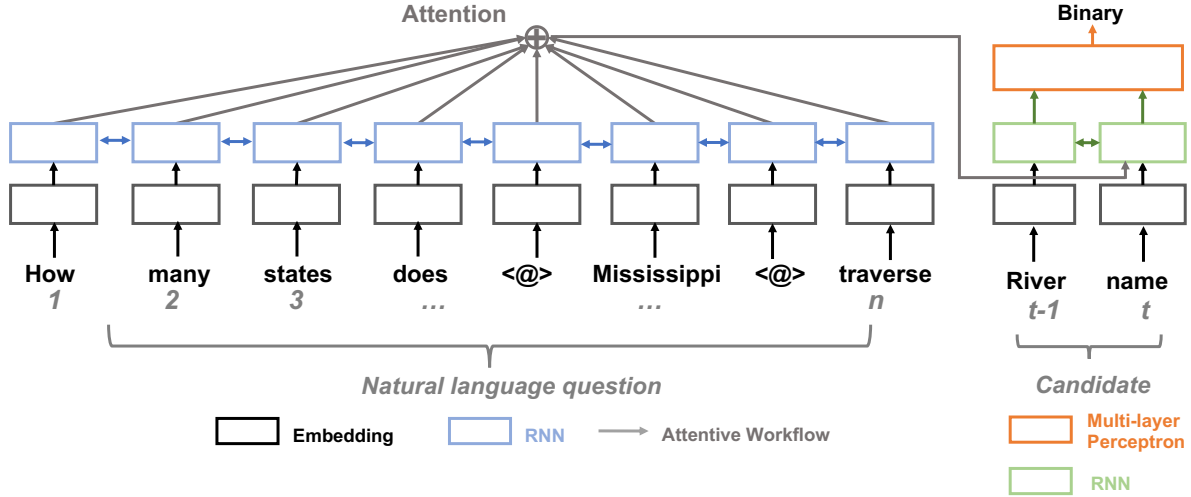 Attention
Binary
How many states does <@> Mississippi <@> traverse
River name
1 2 3 ... ... n
t-1 t
Natural language question
Candidate
Embedding
RNN
Attentive Workflow
Multi-layer
Perceptron
RNN